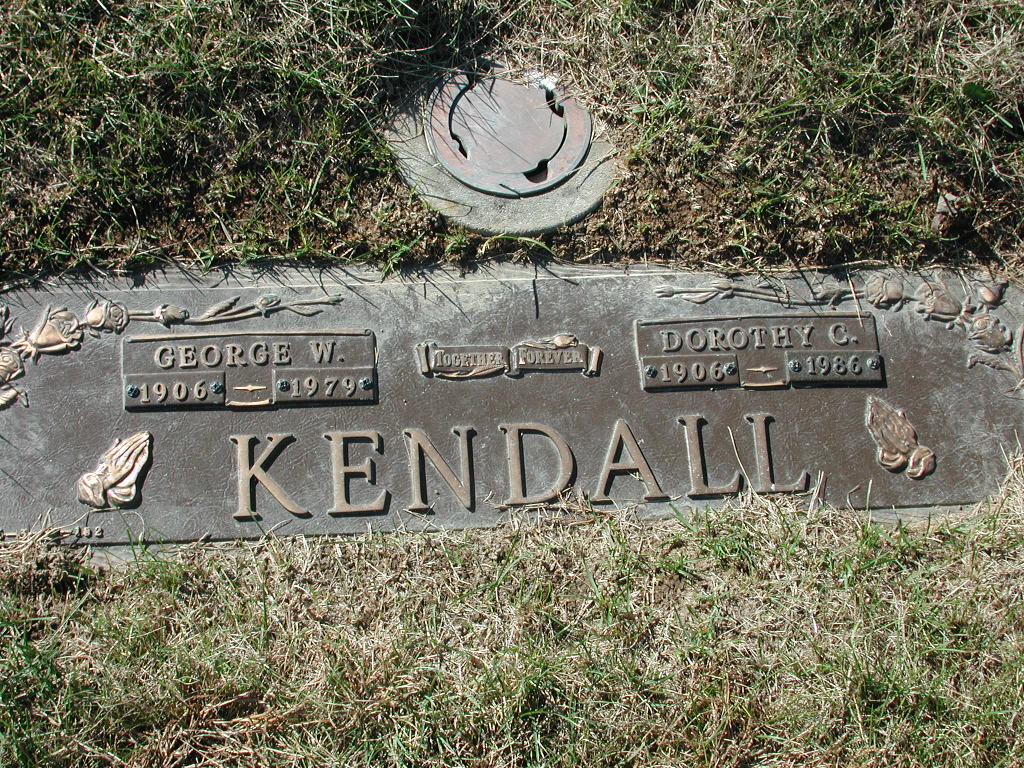 GEORGE W.
1906 1979
TOGETHER FOREVER
DOROTHY C.
1906 1986
KENDALL